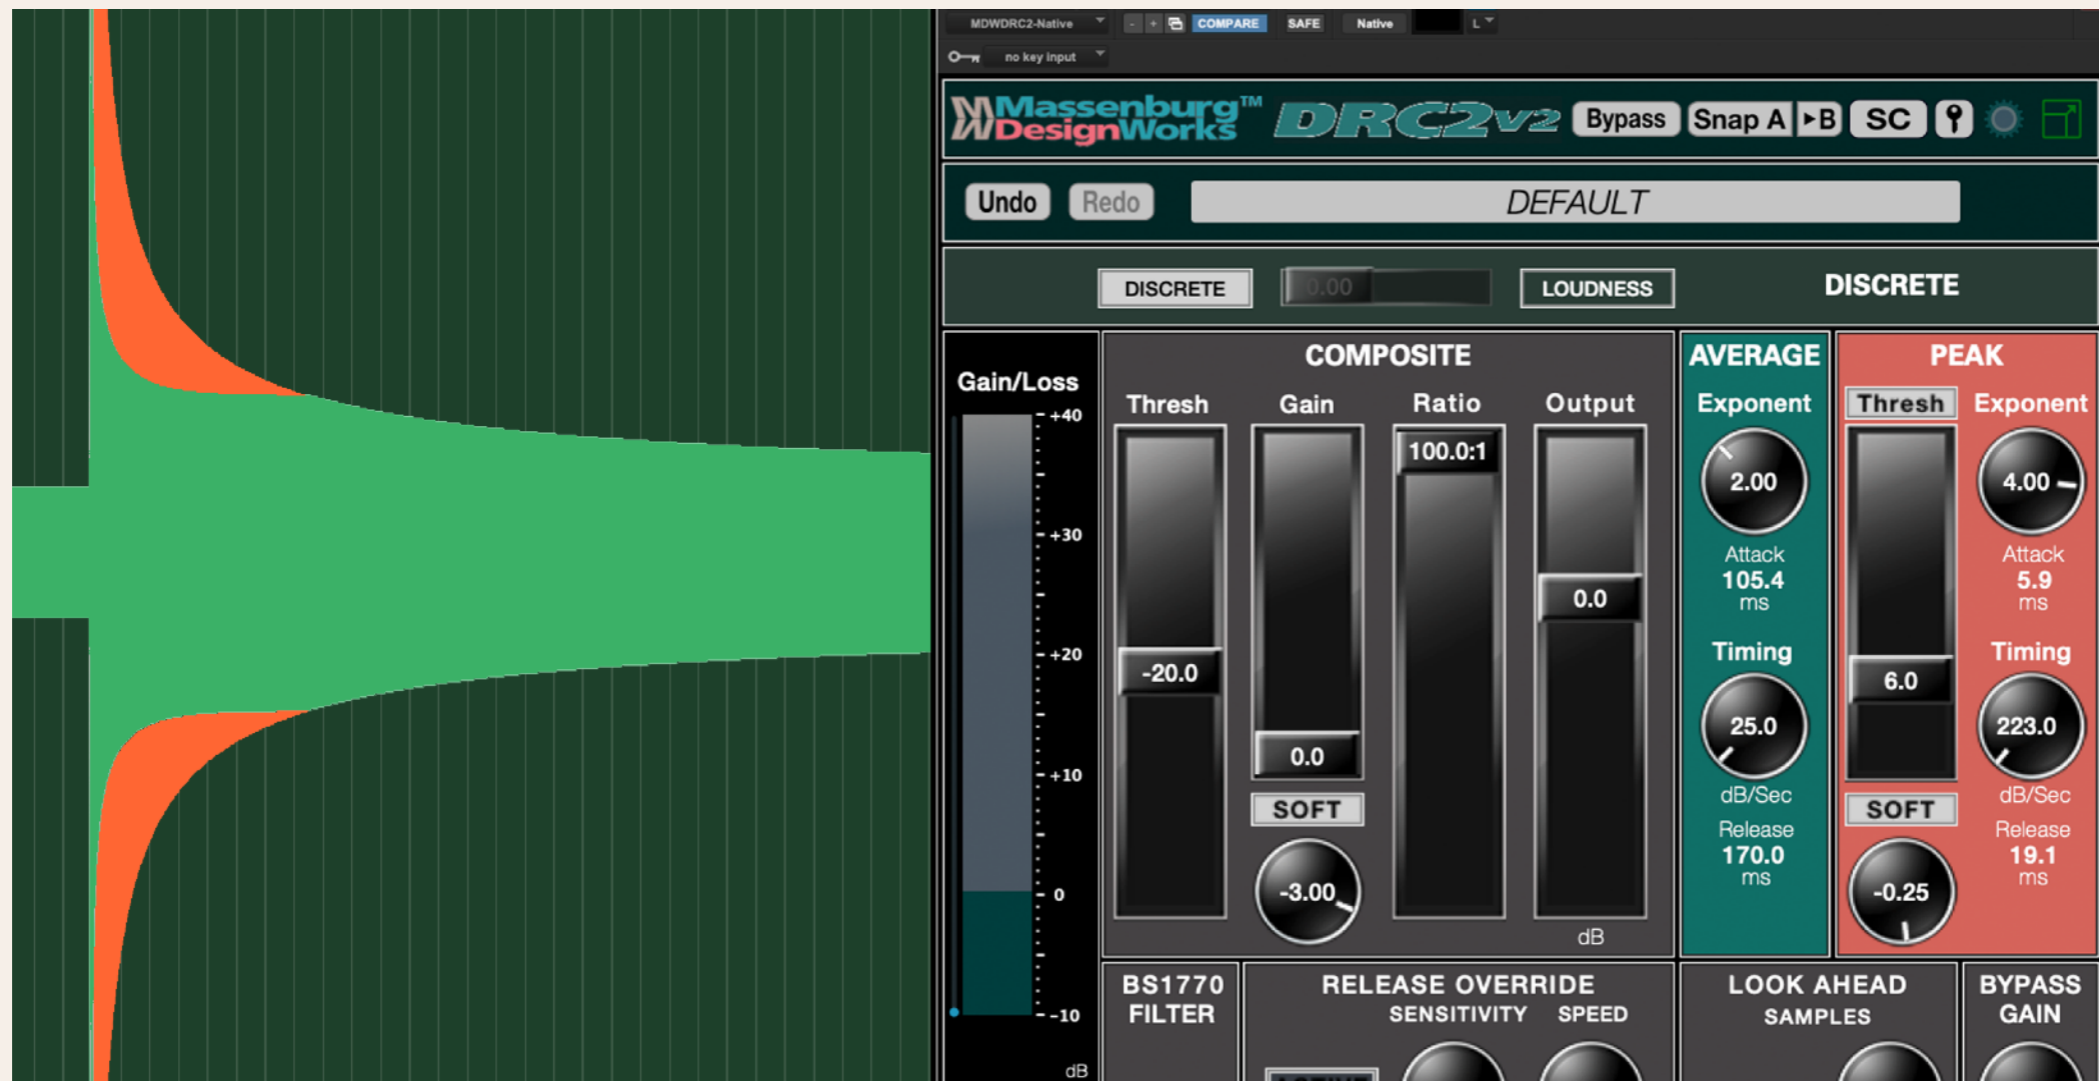 MDWDRC2-Native - + COMPARE SAFE Native L
no key input
Massenburg™
DesignWorks
DRC2v2 Bypass Snap A ▸B SC
Undo Redo DEFAULT
DISCRETE 0.00 LOUDNESS DISCRETE
Gain/Loss
+40
+30
+20
+10
0
-10
dB
COMPOSITE
Thresh Gain Ratio Output
100.0:1
0.0
-20.0
0.0
SOFT
-3.00
dB
AVERAGE
Exponent
2.00
Attack
105.4
ms
Timing
25.0
dB/Sec
Release
170.0
ms
PEAK
Thresh Exponent
4.00
Attack
5.9
ms
Timing
6.0
223.0
dB/Sec
SOFT
Release
19.1
ms
-0.25
BS1770
FILTER
RELEASE OVERRIDE
SENSITIVITY SPEED
LOOK AHEAD
SAMPLES
BYPASS
GAIN